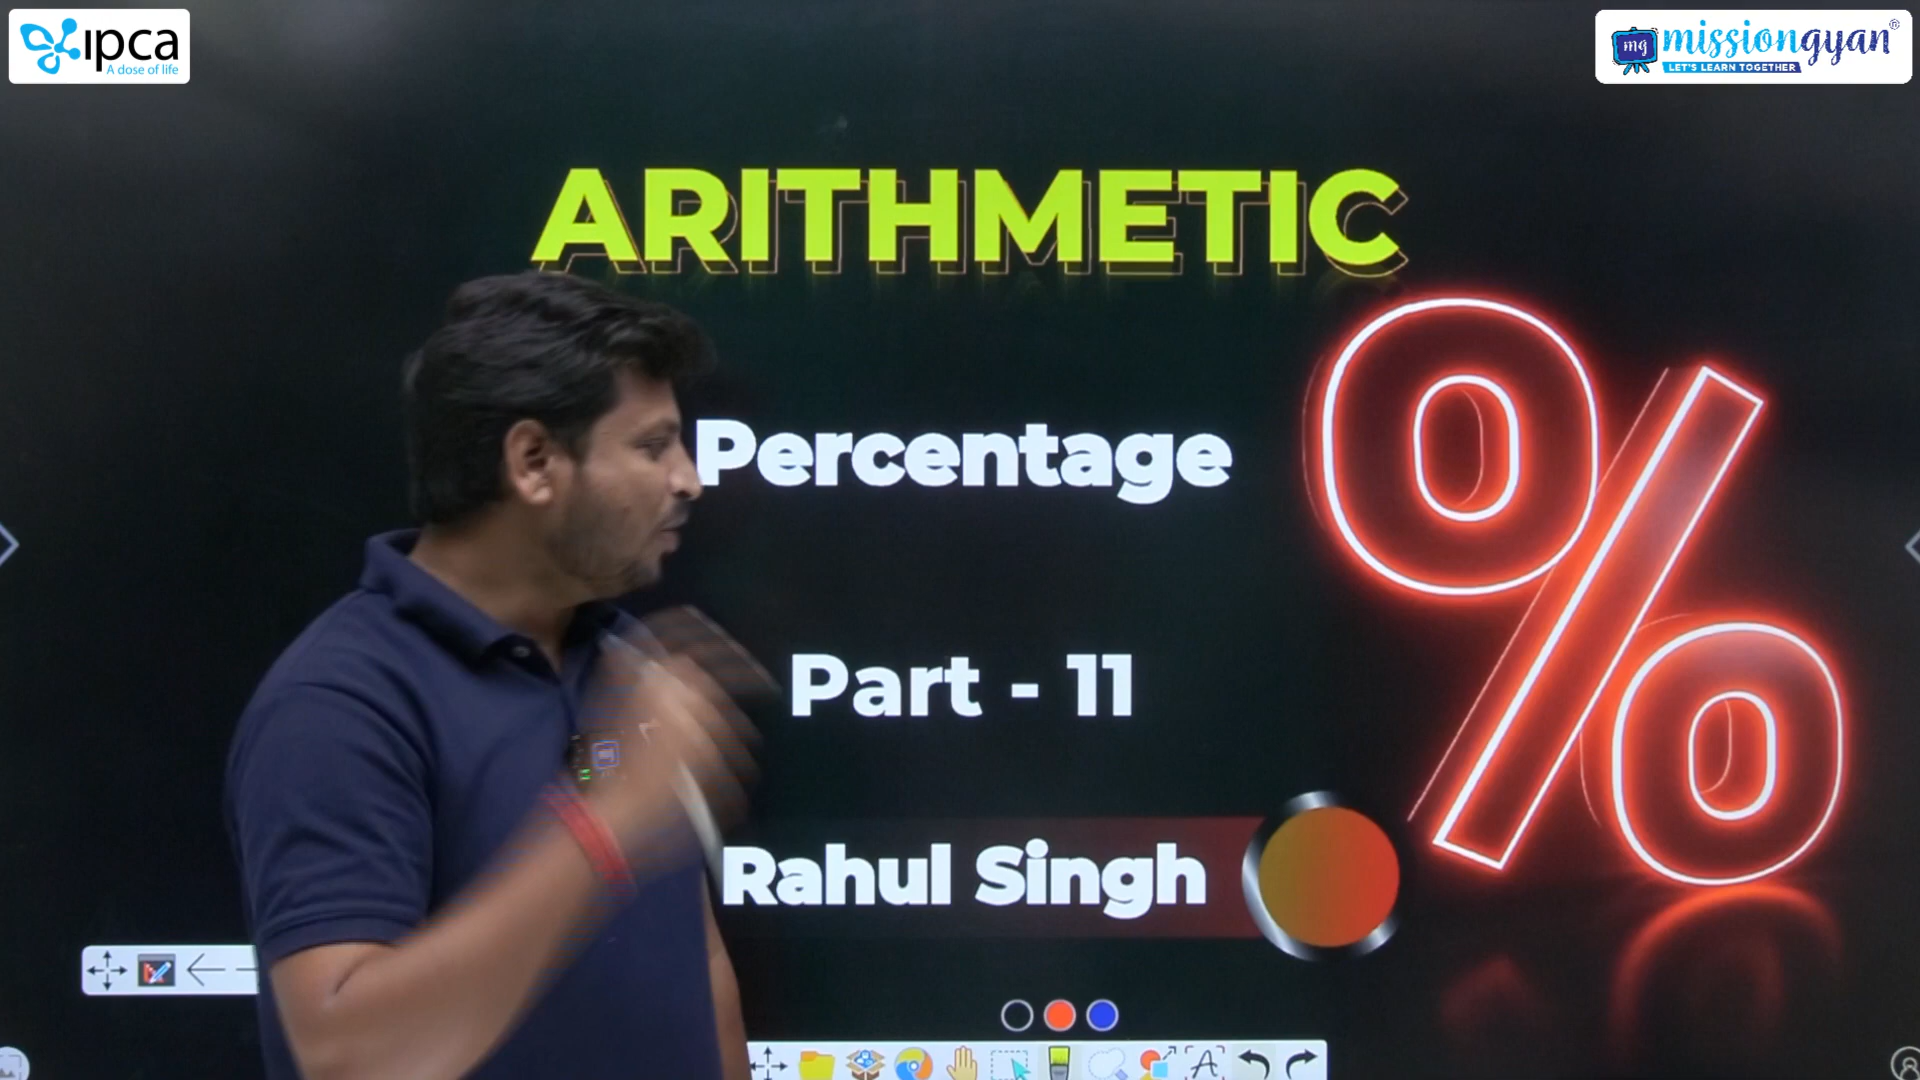 ipca
A dose of life
mg missiongyan®
LET'S LEARN TOGETHER
ARITHMETIC
Percentage
%
Part - 11
Rahul Singh
A